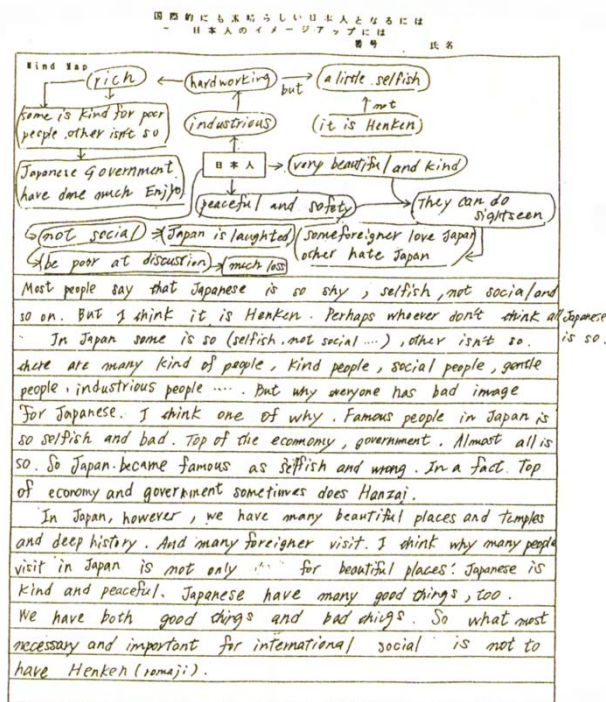 国際的にも素晴らしい日本人となるには
- 日本人のイメージアップには
番号 氏名
Mind Map
rich
hardworking
but
a little selfish
some is kind for poor
people other isn't so
industrious
not
it is Henken
Japanese Government
have done much Enjyo
日本人
very beautiful and kind
peaceful and sofety
They can do
sightseen
not social
Japan is laughted
someforeigner love Japan
other hate Japan
be poor at discustion
much loss
Most people say that Japanese is so shy, selfish, not social and
so on. But I think it is Henken. Perhaps whoever don't think all Japanese
is so.
In Japan some is so (selfish, not social ....), other isn't so.
there are many kind of people, kind people, social people, gentle
people, industrious people ..... But why everyone has bad image
for Japanese. I think one of why. Famous people in Japan is
so selfish and bad. Top of the economy, government. Almost all is
so. So Japan became famous as selfish and wrong. In a fact. Top
of economy and government sometimes does Hanzai.
In Japan, however, we have many beautiful places and temples
and deep history. And many foreigner visit. I think why many people
visit in Japan is not only for beautiful places. Japanese is
kind and peaceful. Japanese have many good things, too.
We have both good things and bad things. So what most
necessary and important for international social is not to
have Henken (romaji).